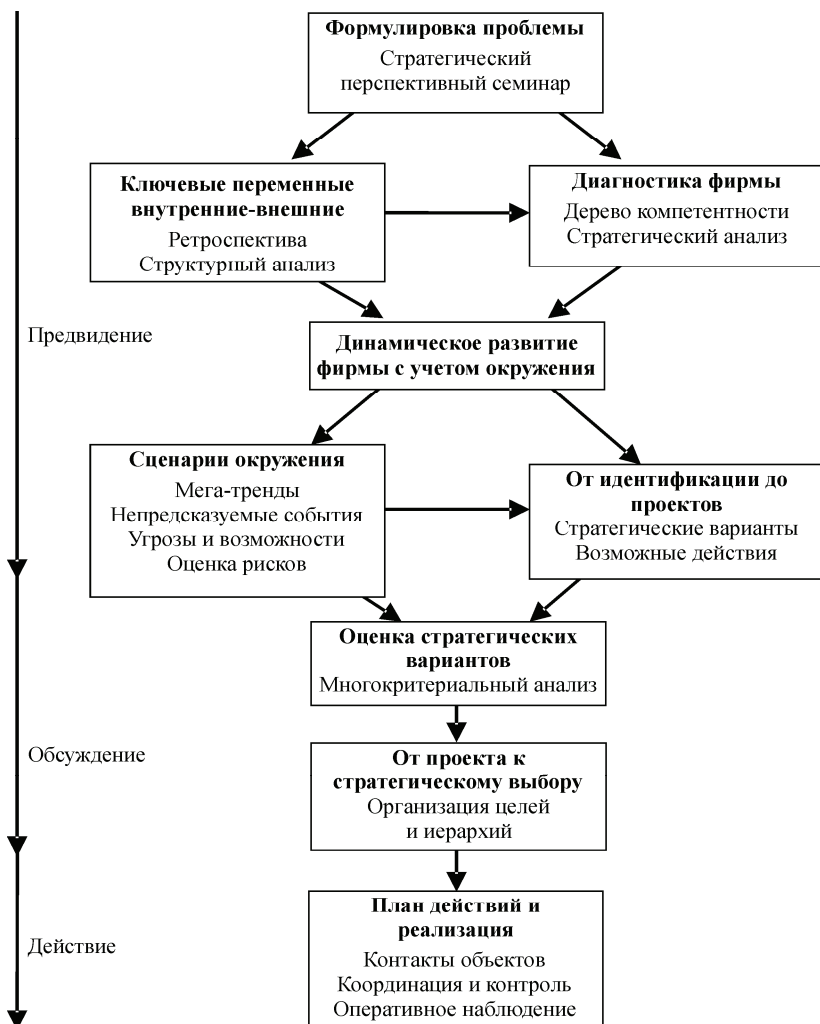 Формулировка проблемы
Стратегический
перспективный семинар
Ключевые переменные
внутренние-внешние
Ретроспектива
Структурный анализ
Диагностика фирмы
Дерево компетентности
Стратегический анализ
Предвидение
Динамическое развитие
фирмы с учетом окружения
Сценарии окружения
Мега-тренды
Непредсказуемые события
Угрозы и возможности
Оценка рисков
От идентификации до
проектов
Стратегические варианты
Возможные действия
Оценка стратегических
вариантов
Многокритериальный анализ
Обсуждение
От проекта к
стратегическому выбору
Организация целей
и иерархий
Действие
План действий и
реализация
Контакты объектов
Координация и контроль
Оперативное наблюдение